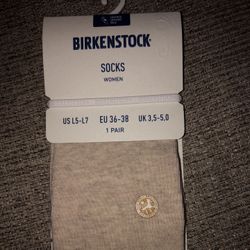 BIRKENSTOCK
SOCKS
WOMEN
US L5-L7 EU 36-38 UK 3,5-5,0
1 PAIR